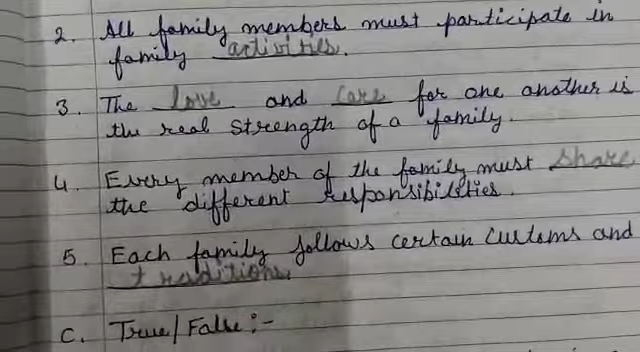 2. All family members must participate in
family activities.
3. The love and care for one another is
the real strength of a family.
4. Every member of the family must share
the different responsibilities.
5. Each family follows certain customs and
traditions.
C. True/False :-